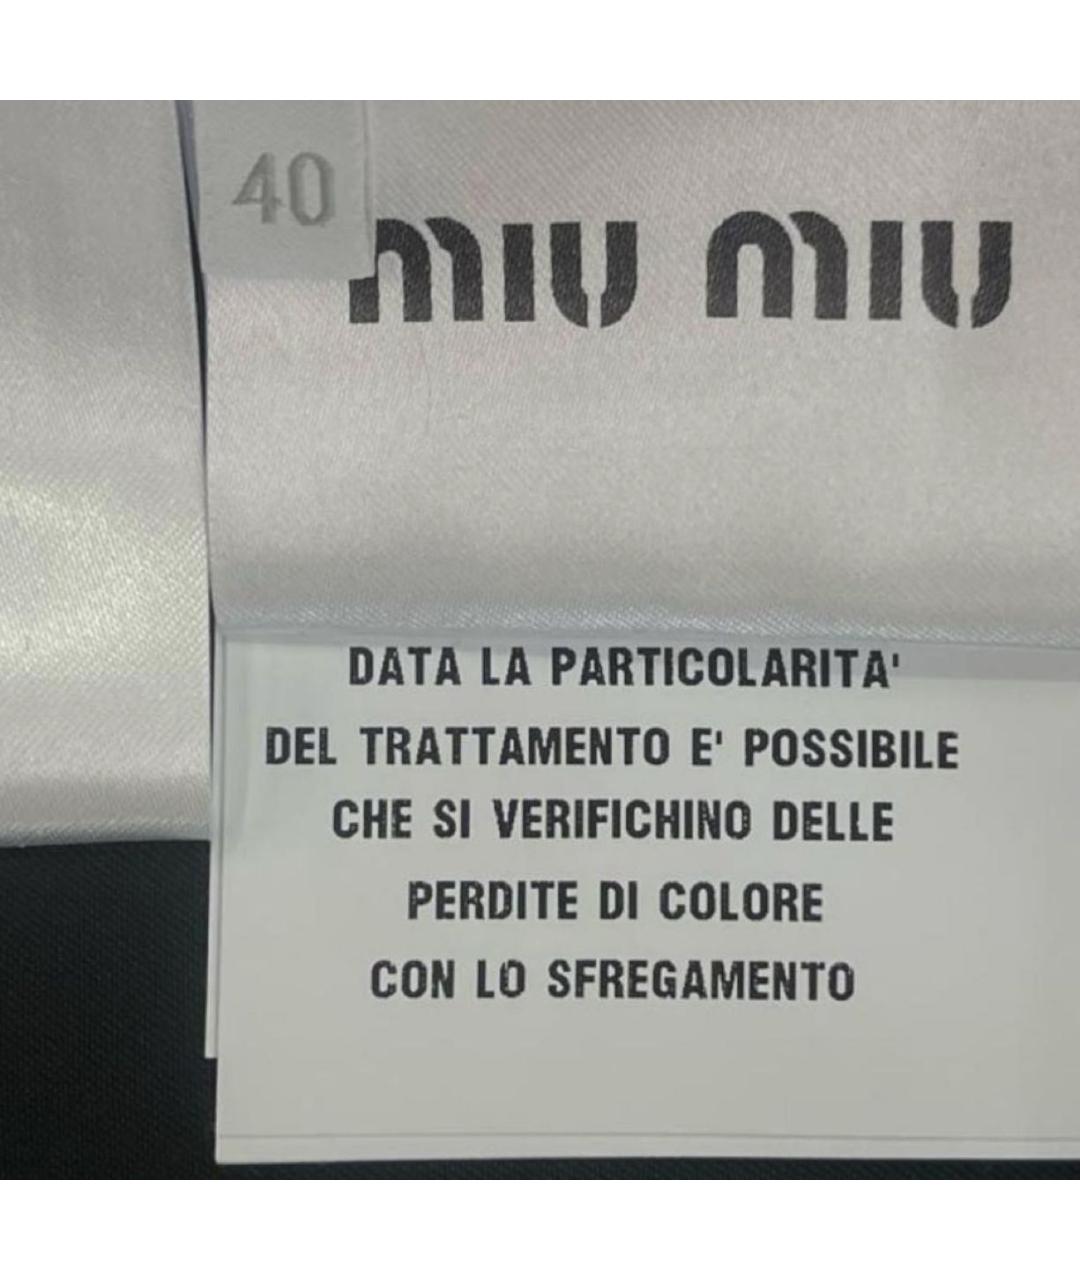 40
miu miu
DATA LA PARTICOLARITA'
DEL TRATTAMENTO E' POSSIBILE
CHE SI VERIFICHINO DELLE
PERDITE DI COLORE
CON LO SFREGAMENTO